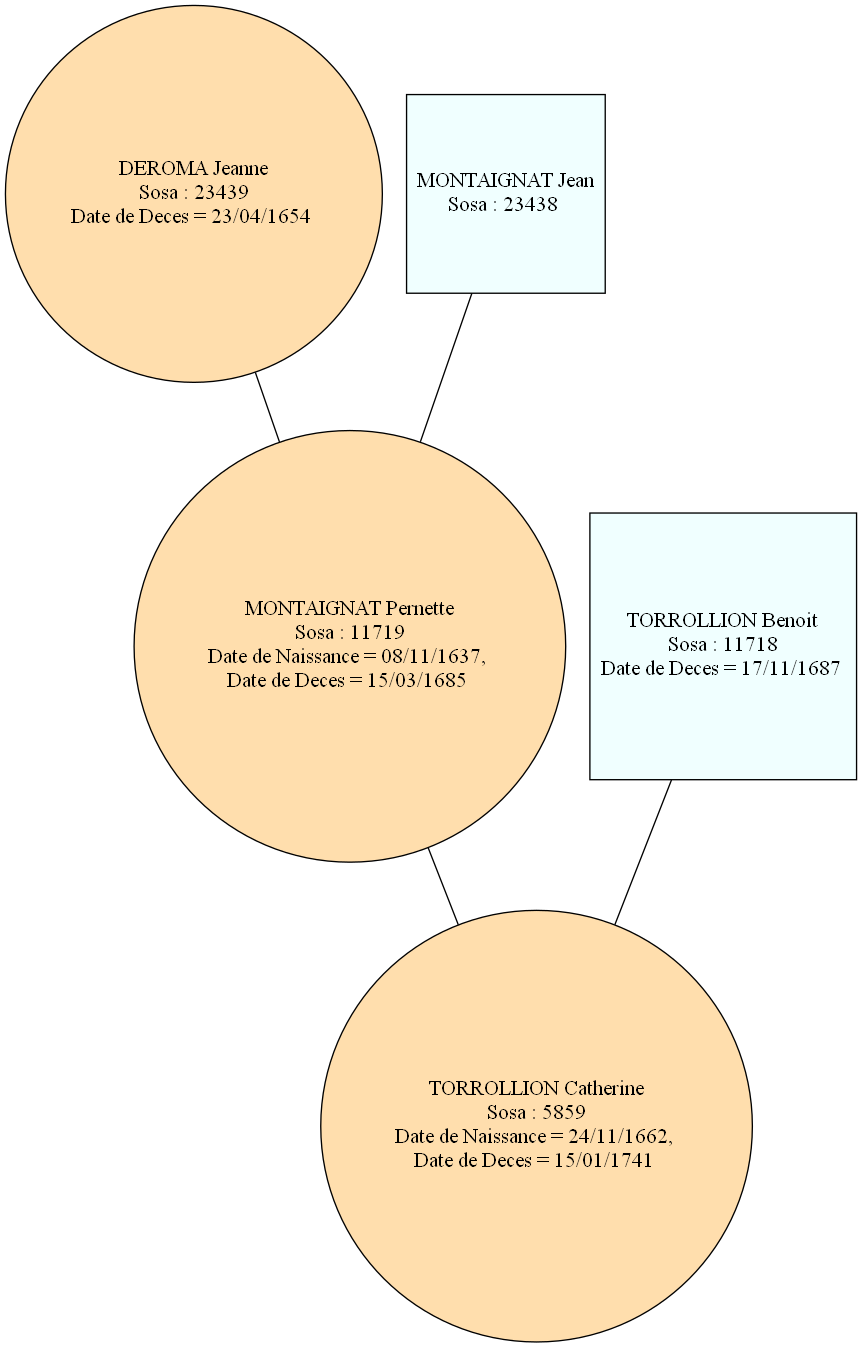 DEROMA Jeanne
Sosa : 23439
Date de Deces = 23/04/1654
MONTAIGNAT Jean
Sosa : 23438
MONTAIGNAT Pernette
Sosa : 11719
Date de Naissance = 08/11/1637,
Date de Deces = 15/03/1685
TORROLLION Benoit
Sosa : 11718
Date de Deces = 17/11/1687
TORROLLION Catherine
Sosa : 5859
Date de Naissance = 24/11/1662,
Date de Deces = 15/01/1741